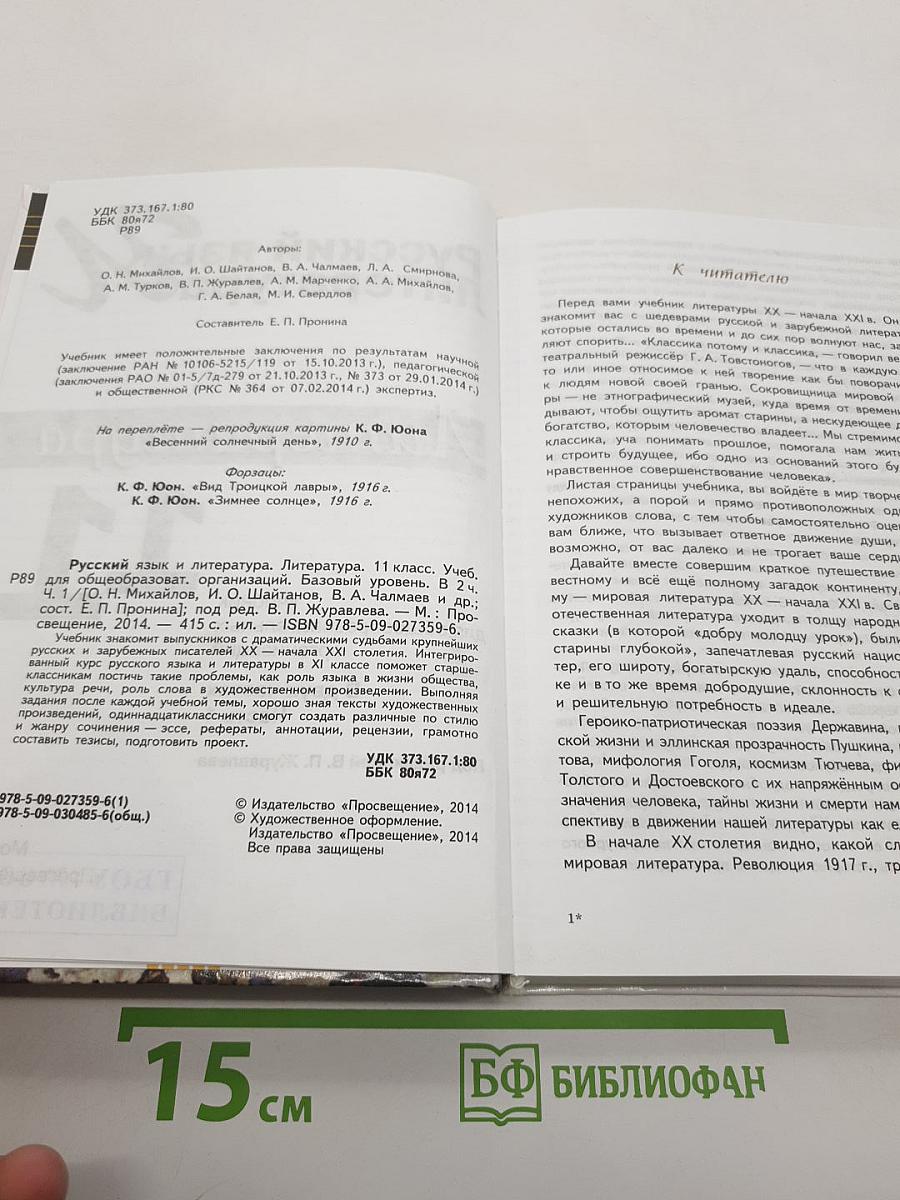 УДК 373.167.1:80
ББК 80я72
Р89
Авторы:
О. Н. Михайлов, И. О. Шайтанов, В. А. Чалмаев, Л. А. Смирнова,
А. М. Турков, В. П. Журавлев, А. М. Марченко, А. А. Михайлов,
Г. А. Белая, М. И. Свердлов
Составитель Е. П. Пронина
Учебник имеет положительные заключения по результатам научной
(заключение РАН № 10106-5215/119 от 15.10.2013 г.), педагогической
(заключения РАО № 01-5/7д-279 от 21.10.2013 г., № 373 от 29.01.2014 г.)
и общественной (РКС № 364 от 07.02.2014 г.) экспертиз.
На переплёте — репродукция картины К. Ф. Юона
«Весенний солнечный день», 1910 г.
Форзацы:
К. Ф. Юон. «Вид Троицкой лавры», 1916 г.
К. Ф. Юон. «Зимнее солнце», 1916 г.
Русский язык и литература. Литература. 11 класс. Учеб.
Р89 для общеобразоват. организаций. Базовый уровень. В 2 ч.
Ч. 1/[О. Н. Михайлов, И. О. Шайтанов, В. А. Чалмаев и др.;
сост. Е. П. Пронина]; под ред. В. П. Журавлева. — М. : Про-
свещение, 2014. — 415 с. : ил. — ISBN 978-5-09-027359-6.
Учебник знакомит выпускников с драматическими судьбами крупнейших
русских и зарубежных писателей XX — начала XXI столетия. Интегриро-
ванный курс русского языка и литературы в XI классе поможет старше-
классникам постичь такие проблемы, как роль языка в жизни общества,
культура речи, роль слова в художественном произведении. Выполняя
задания после каждой учебной темы, хорошо зная тексты художественных
произведений, одиннадцатиклассники смогут создать различные по стилю
и жанру сочинения — эссе, рефераты, аннотации, рецензии, грамотно
составить тезисы, подготовить проект.
УДК 373.167.1:80
ББК 80я72
978-5-09-027359-6(1)
978-5-09-030485-6(общ.)
© Издательство «Просвещение», 2014
© Художественное оформление.
Издательство «Просвещение», 2014
Все права защищены
К читателю
Перед вами учебник литературы XX — начала XXI в. Он
знакомит вас с шедеврами русской и зарубежной литерат
которые остались во времени и до сих пор волнуют нас, за
ляют спорить... «Классика потому и классика, — говорил ве
театральный режиссёр Г. А. Товстоногов, — что в каждую
то или иное относимое к ней творение как бы поворачи
к людям новой своей гранью. Сокровищница мировой
ры — не этнографический музей, куда время от времени
дывают, чтобы ощутить аромат старины, а нескудеющее д
богатство, которым человечество владеет... Мы стремимс
классика, уча понимать прошлое, помогала нам жить
и строить будущее, ибо одно из оснований этого бу
нравственное совершенствование человека».
Листая страницы учебника, вы войдёте в мир творче
непохожих, а порой и прямо противоположных од
художников слова, с тем чтобы самостоятельно оце
вам ближе, что вызывает ответное движение души,
возможно, от вас далеко и не трогает ваше серд
Давайте вместе совершим краткое путешествие
вестному и всё ещё полному загадок континенту,
му — мировая литература XX — начала XXI в. Св
отечественная литература уходит в толщу народн
сказки (в которой «добру молодцу урок»), были
старины глубокой», запечатлевая русский нацио
тер, его широту, богатырскую удаль, способност
ке и в то же время добродушие, склонность к с
и решительную потребность в идеале.
Героико-патриотическая поэзия Державина,
ской жизни и эллинская прозрачность Пушкина,
това, мифология Гоголя, космизм Тютчева, фи
Толстого и Достоевского с их напряжённым об
значения человека, тайны жизни и смерти нам
спективу в движении нашей литературы как е
В начале XX столетия видно, какой сл
мировая литература. Революция 1917 г., тр
1*
15 см
БФ БИБЛИОФАН